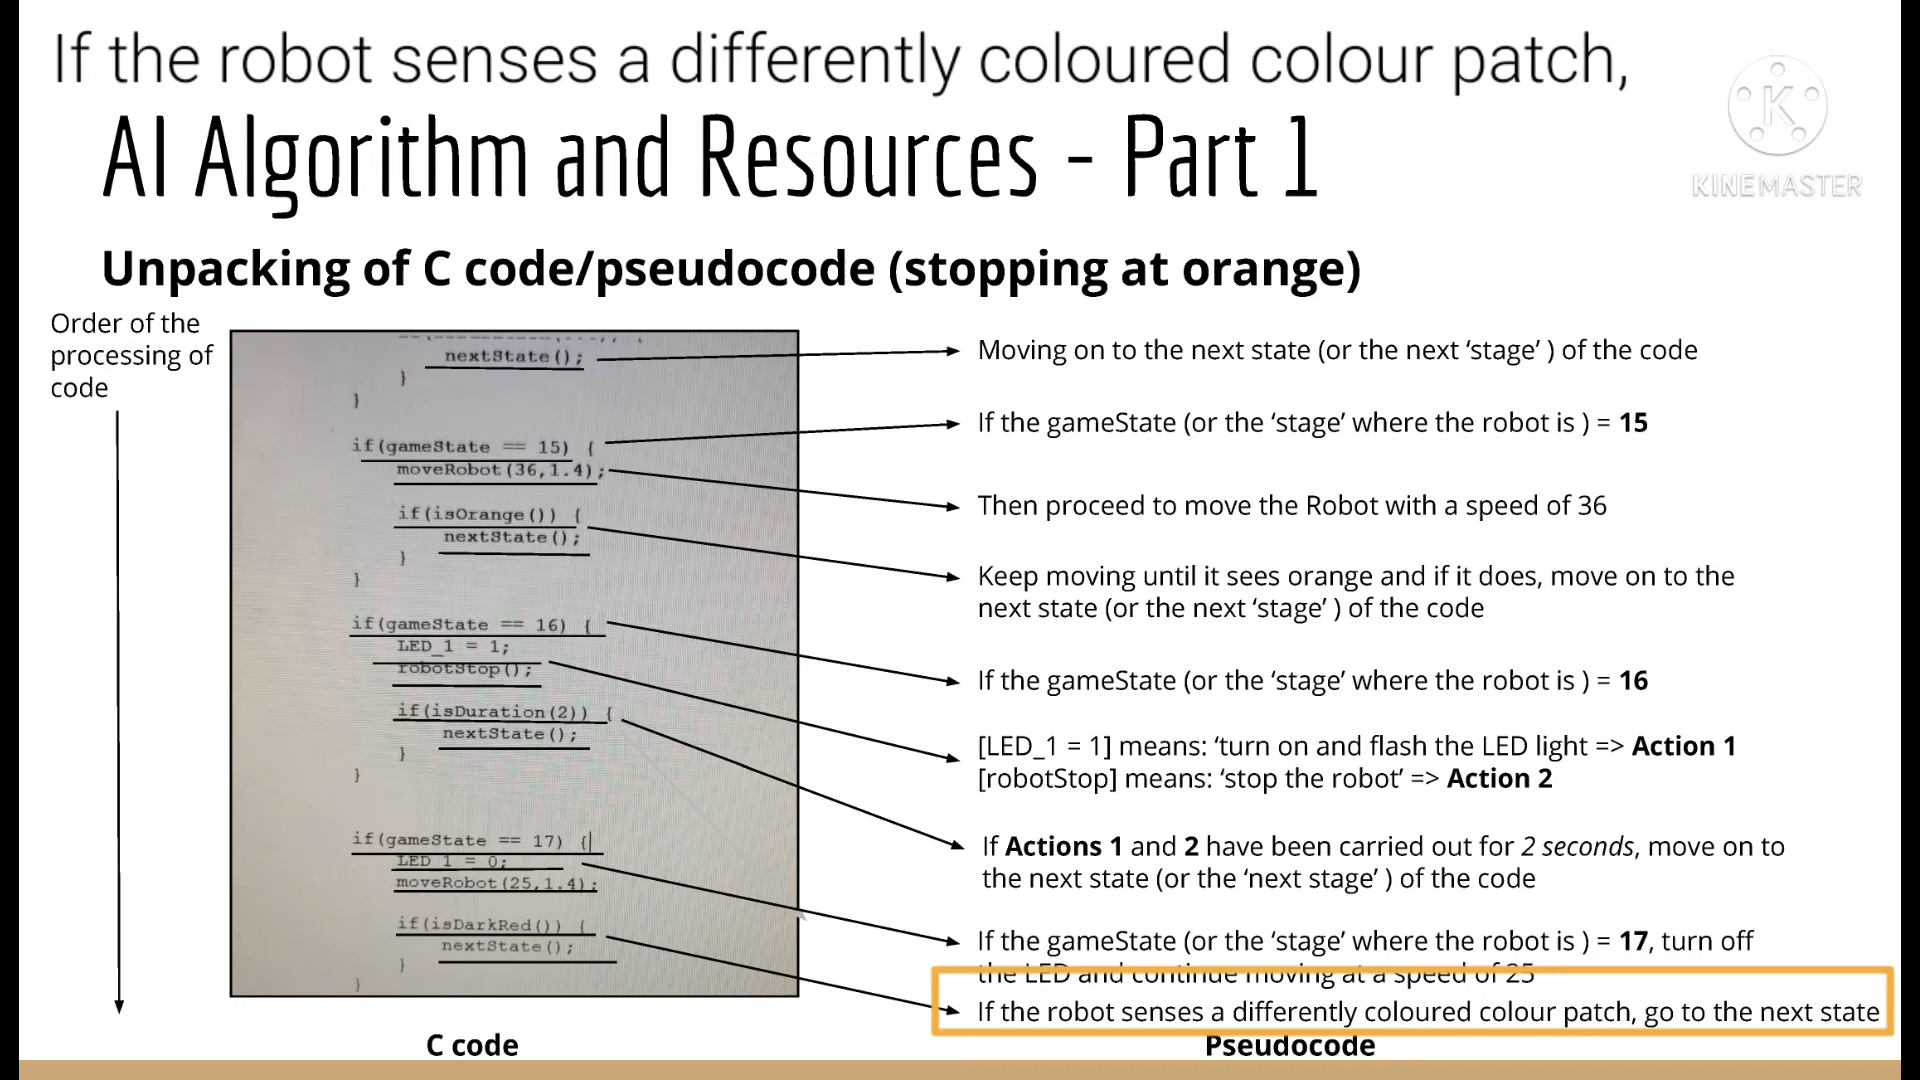 If the robot senses a differently coloured colour patch,
AI Algorithm and Resources - Part 1
KINEMASTER
Unpacking of C code/pseudocode (stopping at orange)
Order of the
processing of
code
nextState();
}
}
if(gameState == 15) {
moveRobot(36,1.4);
if(isOrange()) {
nextState();
}
}
if(gameState == 16) {
LED_1 = 1;
robotStop();
if(isDuration(2)) {
nextState();
}
}
if(gameState == 17) {
LED_1 = 0;
moveRobot(25,1.4);
if(isDarkRed()) {
nextState();
}
}
C code
Moving on to the next state (or the next ‘stage’ ) of the code
If the gameState (or the ‘stage’ where the robot is ) = 15
Then proceed to move the Robot with a speed of 36
Keep moving until it sees orange and if it does, move on to the
next state (or the next ‘stage’ ) of the code
If the gameState (or the ‘stage’ where the robot is ) = 16
[LED_1 = 1] means: ‘turn on and flash the LED light => Action 1
[robotStop] means: ‘stop the robot’ => Action 2
If Actions 1 and 2 have been carried out for 2 seconds, move on to
the next state (or the ‘next stage’ ) of the code
If the gameState (or the ‘stage’ where the robot is ) = 17, turn off
the LED and continue moving at a speed of 25
If the robot senses a differently coloured colour patch, go to the next state
Pseudocode